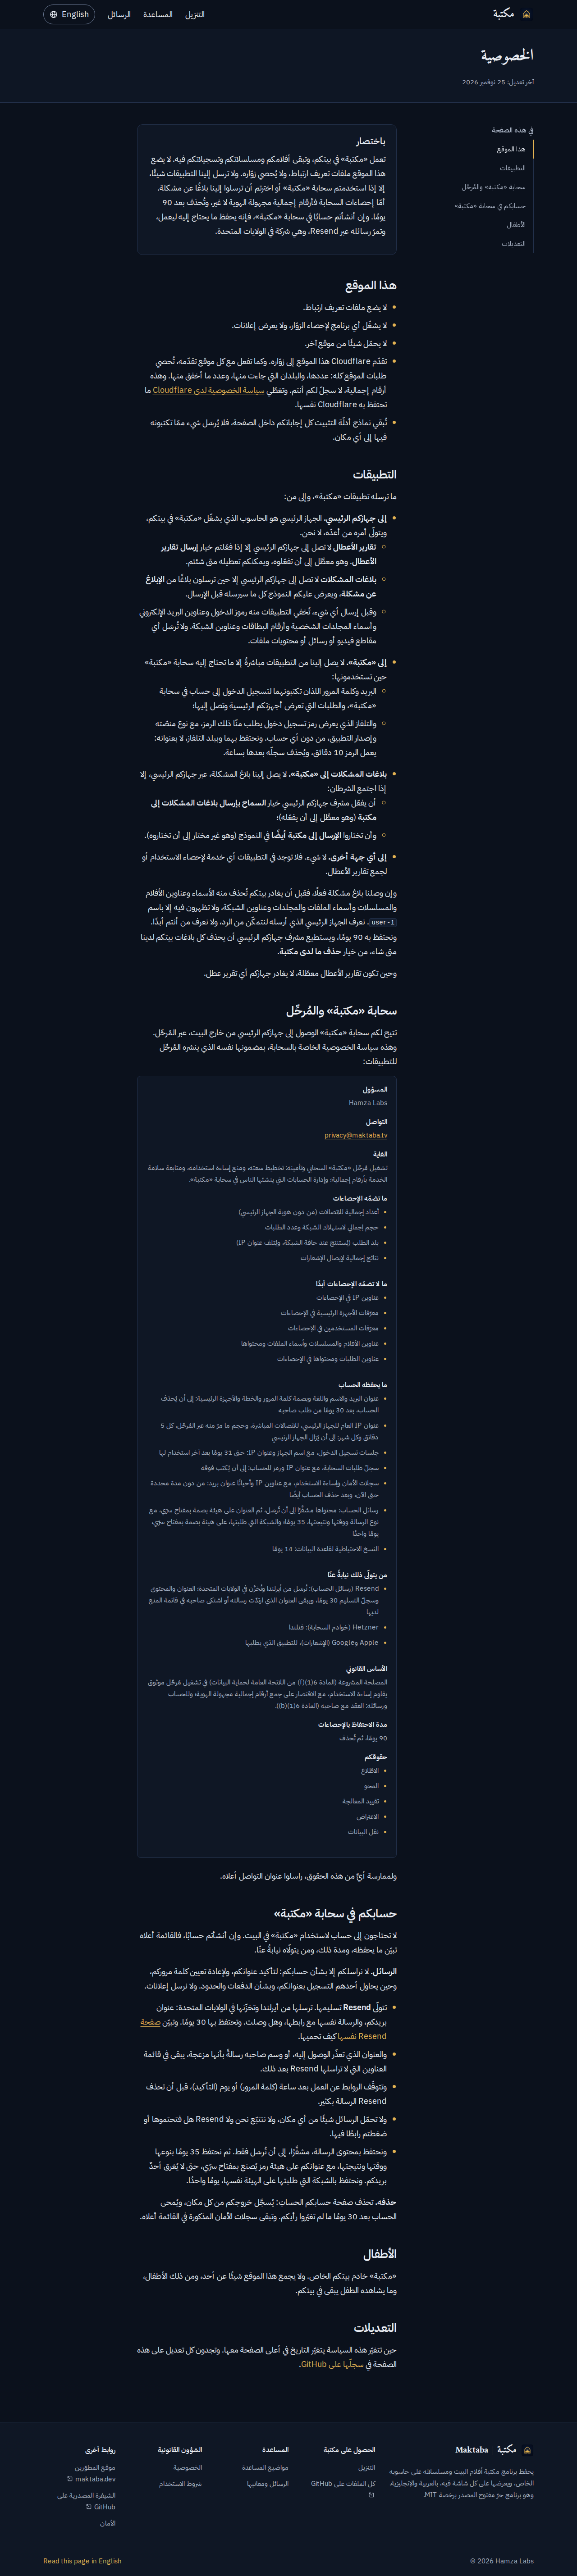 مكتبة
التنزيل
المساعدة
الرسائل
English
الخصوصية
آخر تعديل: 25 نوفمبر 2026
في هذه الصفحة
هذا الموقع
التطبيقات
سحابة «مكتبة» والمُرحِّل
حسابكم في سحابة «مكتبة»
الأطفال
التعديلات
باختصار
تعمل «مكتبة» في بيتكم، وتبقى أفلامكم ومسلسلاتكم وتسجيلاتكم فيه. ولا يضع
هذا الموقع ملفات تعريف ارتباط، ولا يُحصي زوّاره. ولا ترسل إلينا التطبيقات شيئًا،
إلا إذا استخدمتم سحابة «مكتبة» أو اخترتم أن ترسلوا إلينا بلاغًا عن مشكلة.
أمّا إحصاءات السحابة فأرقام إجمالية مجهولة الهوية لا غير، وتُحذف بعد 90
يومًا. وإن أنشأتم حسابًا في سحابة «مكتبة»، فإنه يحفظ ما يحتاج إليه ليعمل،
وتمرّ رسائله عبر Resend، وهي شركة في الولايات المتحدة.
هذا الموقع
لا يضع ملفات تعريف ارتباط.
لا يشغّل أي برنامج لإحصاء الزوّار، ولا يعرض إعلانات.
لا يحمّل شيئًا من موقع آخر.
تقدّم Cloudflare هذا الموقع إلى زوّاره. وكما تفعل مع كل موقع تقدّمه، تُحصي
طلبات الموقع كله: عددها، والبلدان التي جاءت منها، وعدد ما أخفق منها. وهذه
أرقام إجمالية، لا سجلّ لكم أنتم. وتغطّي سياسة الخصوصية لدى Cloudflare ما
تحتفظ به Cloudflare نفسها.
تُبقي نماذج أدلّة التثبيت كل إجاباتكم داخل الصفحة، فلا يُرسَل شيء ممّا تكتبونه
فيها إلى أي مكان.
التطبيقات
ما ترسله تطبيقات «مكتبة»، وإلى من:
إلى جهازكم الرئيسي. الجهاز الرئيسي هو الحاسوب الذي يشغّل «مكتبة» في بيتكم،
ويتولّى أمره من أعدّه، لا نحن.
تقارير الأعطال لا تصل إلى جهازكم الرئيسي إلا إذا فعّلتم خيار إرسال تقارير
الأعطال. وهو معطَّل إلى أن تفعّلوه، ويمكنكم تعطيله متى شئتم.
بلاغات المشكلات لا تصل إلى جهازكم الرئيسي إلا حين ترسلون بلاغًا من الإبلاغ
عن مشكلة، ويعرض عليكم النموذج كل ما سيرسله قبل الإرسال.
وقبل إرسال أي شيء، تُخفي التطبيقات منه رموز الدخول وعناوين البريد الإلكتروني
وأسماء المجلدات الشخصية وأرقام البطاقات وعناوين الشبكة. ولا تُرسَل أي
مقاطع فيديو أو رسائل أو محتويات ملفات.
إلى «مكتبة». لا يصل إلينا من التطبيقات مباشرةً إلا ما تحتاج إليه سحابة «مكتبة»
حين تستخدمونها:
البريد وكلمة المرور اللذان تكتبونهما لتسجيل الدخول إلى حساب في سحابة
«مكتبة»، والطلبات التي تعرض أجهزتكم الرئيسية وتصل إليها؛
والتلفاز الذي يعرض رمز تسجيل دخول يطلب منّا ذلك الرمز، مع نوع منصّته
وإصدار التطبيق، من دون أي حساب. ونحتفظ بهما وببلد التلفاز، لا بعنوانه:
يعمل الرمز 10 دقائق، ويُحذف سجلّه بعدها بساعة.
بلاغات المشكلات إلى «مكتبة». لا يصل إلينا بلاغ المشكلة، عبر جهازكم الرئيسي، إلا
إذا اجتمع الشرطان:
أن يفعّل مشرف جهازكم الرئيسي خيار السماح بإرسال بلاغات المشكلات إلى
مكتبة (وهو معطَّل إلى أن يفعّله)؛
وأن تختاروا الإرسال إلى مكتبة أيضًا في النموذج (وهو غير مختار إلى أن تختاروه).
إلى أي جهة أخرى. لا شيء. فلا توجد في التطبيقات أي خدمة لإحصاء الاستخدام أو
لجمع تقارير الأعطال.
وإن وصلنا بلاغ مشكلة فعلًا، فقبل أن يغادر بيتكم تُحذف منه الأسماء وعناوين الأفلام
والمسلسلات وأسماء الملفات والمجلدات وعناوين الشبكة، ولا تظهرون فيه إلا باسم
user-1. نعرف الجهاز الرئيسي الذي أرسله لنتمكّن من الرد، ولا نعرف من أنتم أبدًا.
ونحتفظ به 90 يومًا، ويستطيع مشرف جهازكم الرئيسي أن يحذف كل بلاغات بيتكم لدينا
متى شاء، من خيار حذف ما لدى مكتبة.
وحين تكون تقارير الأعطال معطّلة، لا يغادر جهازكم أي تقرير عطل.
سحابة «مكتبة» والمُرحِّل
تتيح لكم سحابة «مكتبة» الوصول إلى جهازكم الرئيسي من خارج البيت، عبر المُرحِّل.
وهذه سياسة الخصوصية الخاصة بالسحابة، بمضمونها نفسه الذي ينشره المُرحِّل
للتطبيقات:
المسؤول
Hamza Labs
التواصل
privacy@maktaba.tv
الغاية
تشغيل مُرحِّل «مكتبة» السحابي وتأمينه: تخطيط سعته، ومنع إساءة استخدامه، ومتابعة سلامة
الخدمة بأرقام إجمالية؛ وإدارة الحسابات التي ينشئها الناس في سحابة «مكتبة».
ما تضمّه الإحصاءات
أعداد إجمالية للاتصالات (من دون هوية الجهاز الرئيسي)
حجم إجمالي لاستهلاك الشبكة وعدد الطلبات
بلد الطلب (يُستنتج عند حافة الشبكة، ويُتلف عنوان IP)
نتائج إجمالية لإيصال الإشعارات
ما لا تضمّه الإحصاءات أبدًا
عناوين IP في الإحصاءات
معرّفات الأجهزة الرئيسية في الإحصاءات
معرّفات المستخدمين في الإحصاءات
عناوين الأفلام والمسلسلات وأسماء الملفات ومحتواها
عناوين الطلبات ومحتواها في الإحصاءات
ما يحفظه الحساب
عنوان البريد والاسم واللغة وبصمة كلمة المرور والخطة والأجهزة الرئيسية: إلى أن يُحذف
الحساب، بعد 30 يومًا من طلب صاحبه
عنوان IP العام للجهاز الرئيسي، للاتصالات المباشرة، وحجم ما مرّ منه عبر المُرحِّل، كل 5
دقائق وكل شهر: إلى أن يُزال الجهاز الرئيسي
جلسات تسجيل الدخول، مع اسم الجهاز وعنوان IP: حتى 31 يومًا بعد آخر استخدام لها
سجلّ طلبات السحابة، مع عنوان IP ورمز للحساب: إلى أن يُكتب فوقه
سجلات الأمان وإساءة الاستخدام، مع عناوين IP وأحيانًا عنوان بريد: من دون مدة محددة
حتى الآن، وبعد حذف الحساب أيضًا
رسائل الحساب: محتواها مشفَّرًا إلى أن تُرسل، ثم العنوان على هيئة بصمة بمفتاح سرّي، مع
نوع الرسالة ووقتها ونتيجتها، 35 يومًا؛ والشبكة التي طلبتها، على هيئة بصمة بمفتاح سرّي،
يومًا واحدًا
النسخ الاحتياطية لقاعدة البيانات: 14 يومًا
من يتولّى ذلك نيابةً عنّا
Resend (رسائل الحساب): تُرسل من أيرلندا وتُخزَّن في الولايات المتحدة: العنوان والمحتوى
وسجلّ التسليم 30 يومًا، ويبقى العنوان الذي ارتدّت رسالته أو اشتكى صاحبه في قائمة المنع
لديها
Hetzner (خوادم السحابة): فنلندا
Apple وGoogle (الإشعارات)، للتطبيق الذي يطلبها
الأساس القانوني
المصلحة المشروعة (المادة 6(1)(f) من اللائحة العامة لحماية البيانات) في تشغيل مُرحِّل موثوق
يقاوم إساءة الاستخدام، مع الاقتصار على جمع أرقام إجمالية مجهولة الهوية؛ وللحساب
ورسائله: العقد مع صاحبه (المادة 6(1)(b)).
مدة الاحتفاظ بالإحصاءات
90 يومًا، ثم تُحذف
حقوقكم
الاطّلاع
المحو
تقييد المعالجة
الاعتراض
نقل البيانات
ولممارسة أيٍّ من هذه الحقوق، راسلوا عنوان التواصل أعلاه.
حسابكم في سحابة «مكتبة»
لا تحتاجون إلى حساب لاستخدام «مكتبة» في البيت. وإن أنشأتم حسابًا، فالقائمة أعلاه
تبيّن ما يحفظه، ومدة ذلك، ومن يتولّاه نيابةً عنّا.
الرسائل. لا نراسلكم إلا بشأن حسابكم: لتأكيد عنوانكم، ولإعادة تعيين كلمة مروركم،
وحين يحاول أحدهم التسجيل بعنوانكم، وبشأن الدفعات والحدود. ولا نرسل إعلانات.
تتولّى Resend تسليمها. ترسلها من أيرلندا وتخزّنها في الولايات المتحدة: عنوان
بريدكم، والرسالة نفسها مع رابطها، وهل وصلت. وتحتفظ بها 30 يومًا. وتبيّن صفحة
Resend نفسها كيف تحميها.
والعنوان الذي تعذّر الوصول إليه، أو وسم صاحبه رسالةً بأنها مزعجة، يبقى في قائمة
العناوين التي لا تراسلها Resend بعد ذلك.
وتتوقّف الروابط عن العمل بعد ساعة (كلمة المرور) أو يوم (التأكيد)، قبل أن تحذف
Resend الرسالة بكثير.
ولا تحمّل الرسائل شيئًا من أي مكان، ولا نتتبّع نحن ولا Resend هل فتحتموها أو
ضغطتم رابطًا فيها.
ونحتفظ بمحتوى الرسالة، مشفَّرًا، إلى أن تُرسل فقط. ثم نحتفظ 35 يومًا بنوعها
ووقتها ونتيجتها، مع عنوانكم على هيئة رمز يُصنع بمفتاح سرّي، حتى لا يُغرق أحدٌ
بريدكم. ونحتفظ بالشبكة التي طلبتها على الهيئة نفسها، يومًا واحدًا.
حذفه. تحذف صفحة حسابكم الحسابَ: يُسجَّل خروجكم من كل مكان، ويُمحى
الحساب بعد 30 يومًا ما لم تغيّروا رأيكم. وتبقى سجلات الأمان المذكورة في القائمة أعلاه.
الأطفال
«مكتبة» خادم بيتكم الخاص. ولا يجمع هذا الموقع شيئًا عن أحد، ومن ذلك الأطفال،
وما يشاهده الطفل يبقى في بيتكم.
التعديلات
حين تتغيّر هذه السياسة يتغيّر التاريخ في أعلى الصفحة معها. وتجدون كل تعديل على هذه
الصفحة في سجلّها على GitHub.
مكتبة | Maktaba
يحفظ برنامج مكتبة أفلام البيت ومسلسلاته على حاسوبه
الخاص، ويعرضها على كل شاشة فيه، بالعربية والإنجليزية.
وهو برنامج حرّ مفتوح المصدر برخصة MIT.
الحصول على مكتبة
التنزيل
كل الملفات على GitHub
المساعدة
مواضيع المساعدة
الرسائل ومعانيها
الشؤون القانونية
الخصوصية
شروط الاستخدام
روابط أخرى
موقع المطوّرين
maktaba.dev
الشيفرة المصدرية على
GitHub
الأمان
© 2026 Hamza Labs
Read this page in English